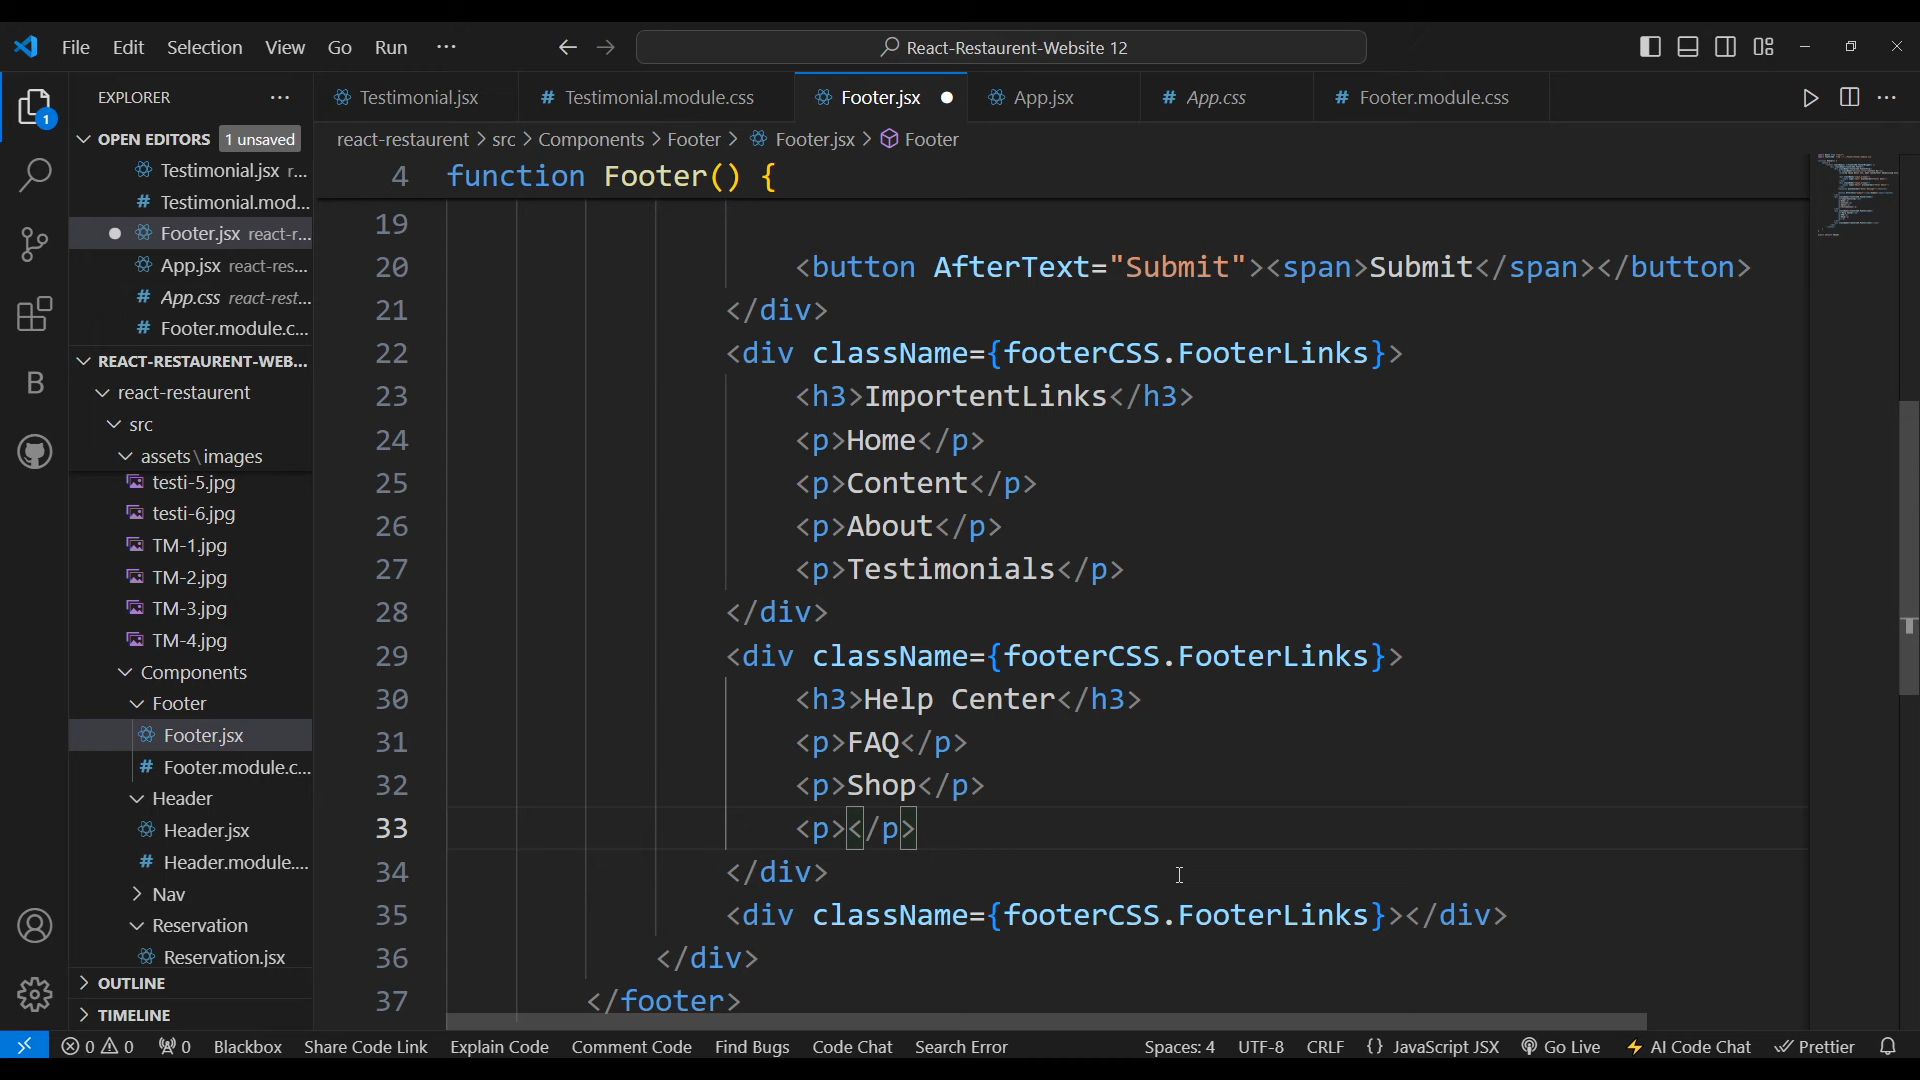 File Edit Selection View Go Run ···
React-Restaurent-Website 12
EXPLORER ···
Testimonial.jsx
# Testimonial.module.css
Footer.jsx
App.jsx
# App.css
# Footer.module.css
···
OPEN EDITORS 1 unsaved
Testimonial.jsx r...
# Testimonial.mod...
Footer.jsx react-r...
App.jsx react-res...
# App.css react-rest...
# Footer.module.c...
REACT-RESTAURENT-WEB...
react-restaurent
src
assets\images
testi-5.jpg
testi-6.jpg
TM-1.jpg
TM-2.jpg
TM-3.jpg
TM-4.jpg
Components
Footer
Footer.jsx
# Footer.module.c...
Header
Header.jsx
# Header.module....
Nav
Reservation
Reservation.jsx
OUTLINE
TIMELINE
1
B
react-restaurent > src > Components > Footer > Footer.jsx > Footer
4 function Footer() {
19
20 <button AfterText="Submit"><span>Submit</span></button>
21 </div>
22 <div className={footerCSS.FooterLinks}>
23 <h3>ImportentLinks</h3>
24 <p>Home</p>
25 <p>Content</p>
26 <p>About</p>
27 <p>Testimonials</p>
28 </div>
29 <div className={footerCSS.FooterLinks}>
30 <h3>Help Center</h3>
31 <p>FAQ</p>
32 <p>Shop</p>
33 <p></p>
34 </div>
35 <div className={footerCSS.FooterLinks}></div>
36 </div>
37 </footer>
0 0 0 Blackbox Share Code Link Explain Code Comment Code Find Bugs Code Chat Search Error Spaces: 4 UTF-8 CRLF {} JavaScript JSX Go Live AI Code Chat Prettier